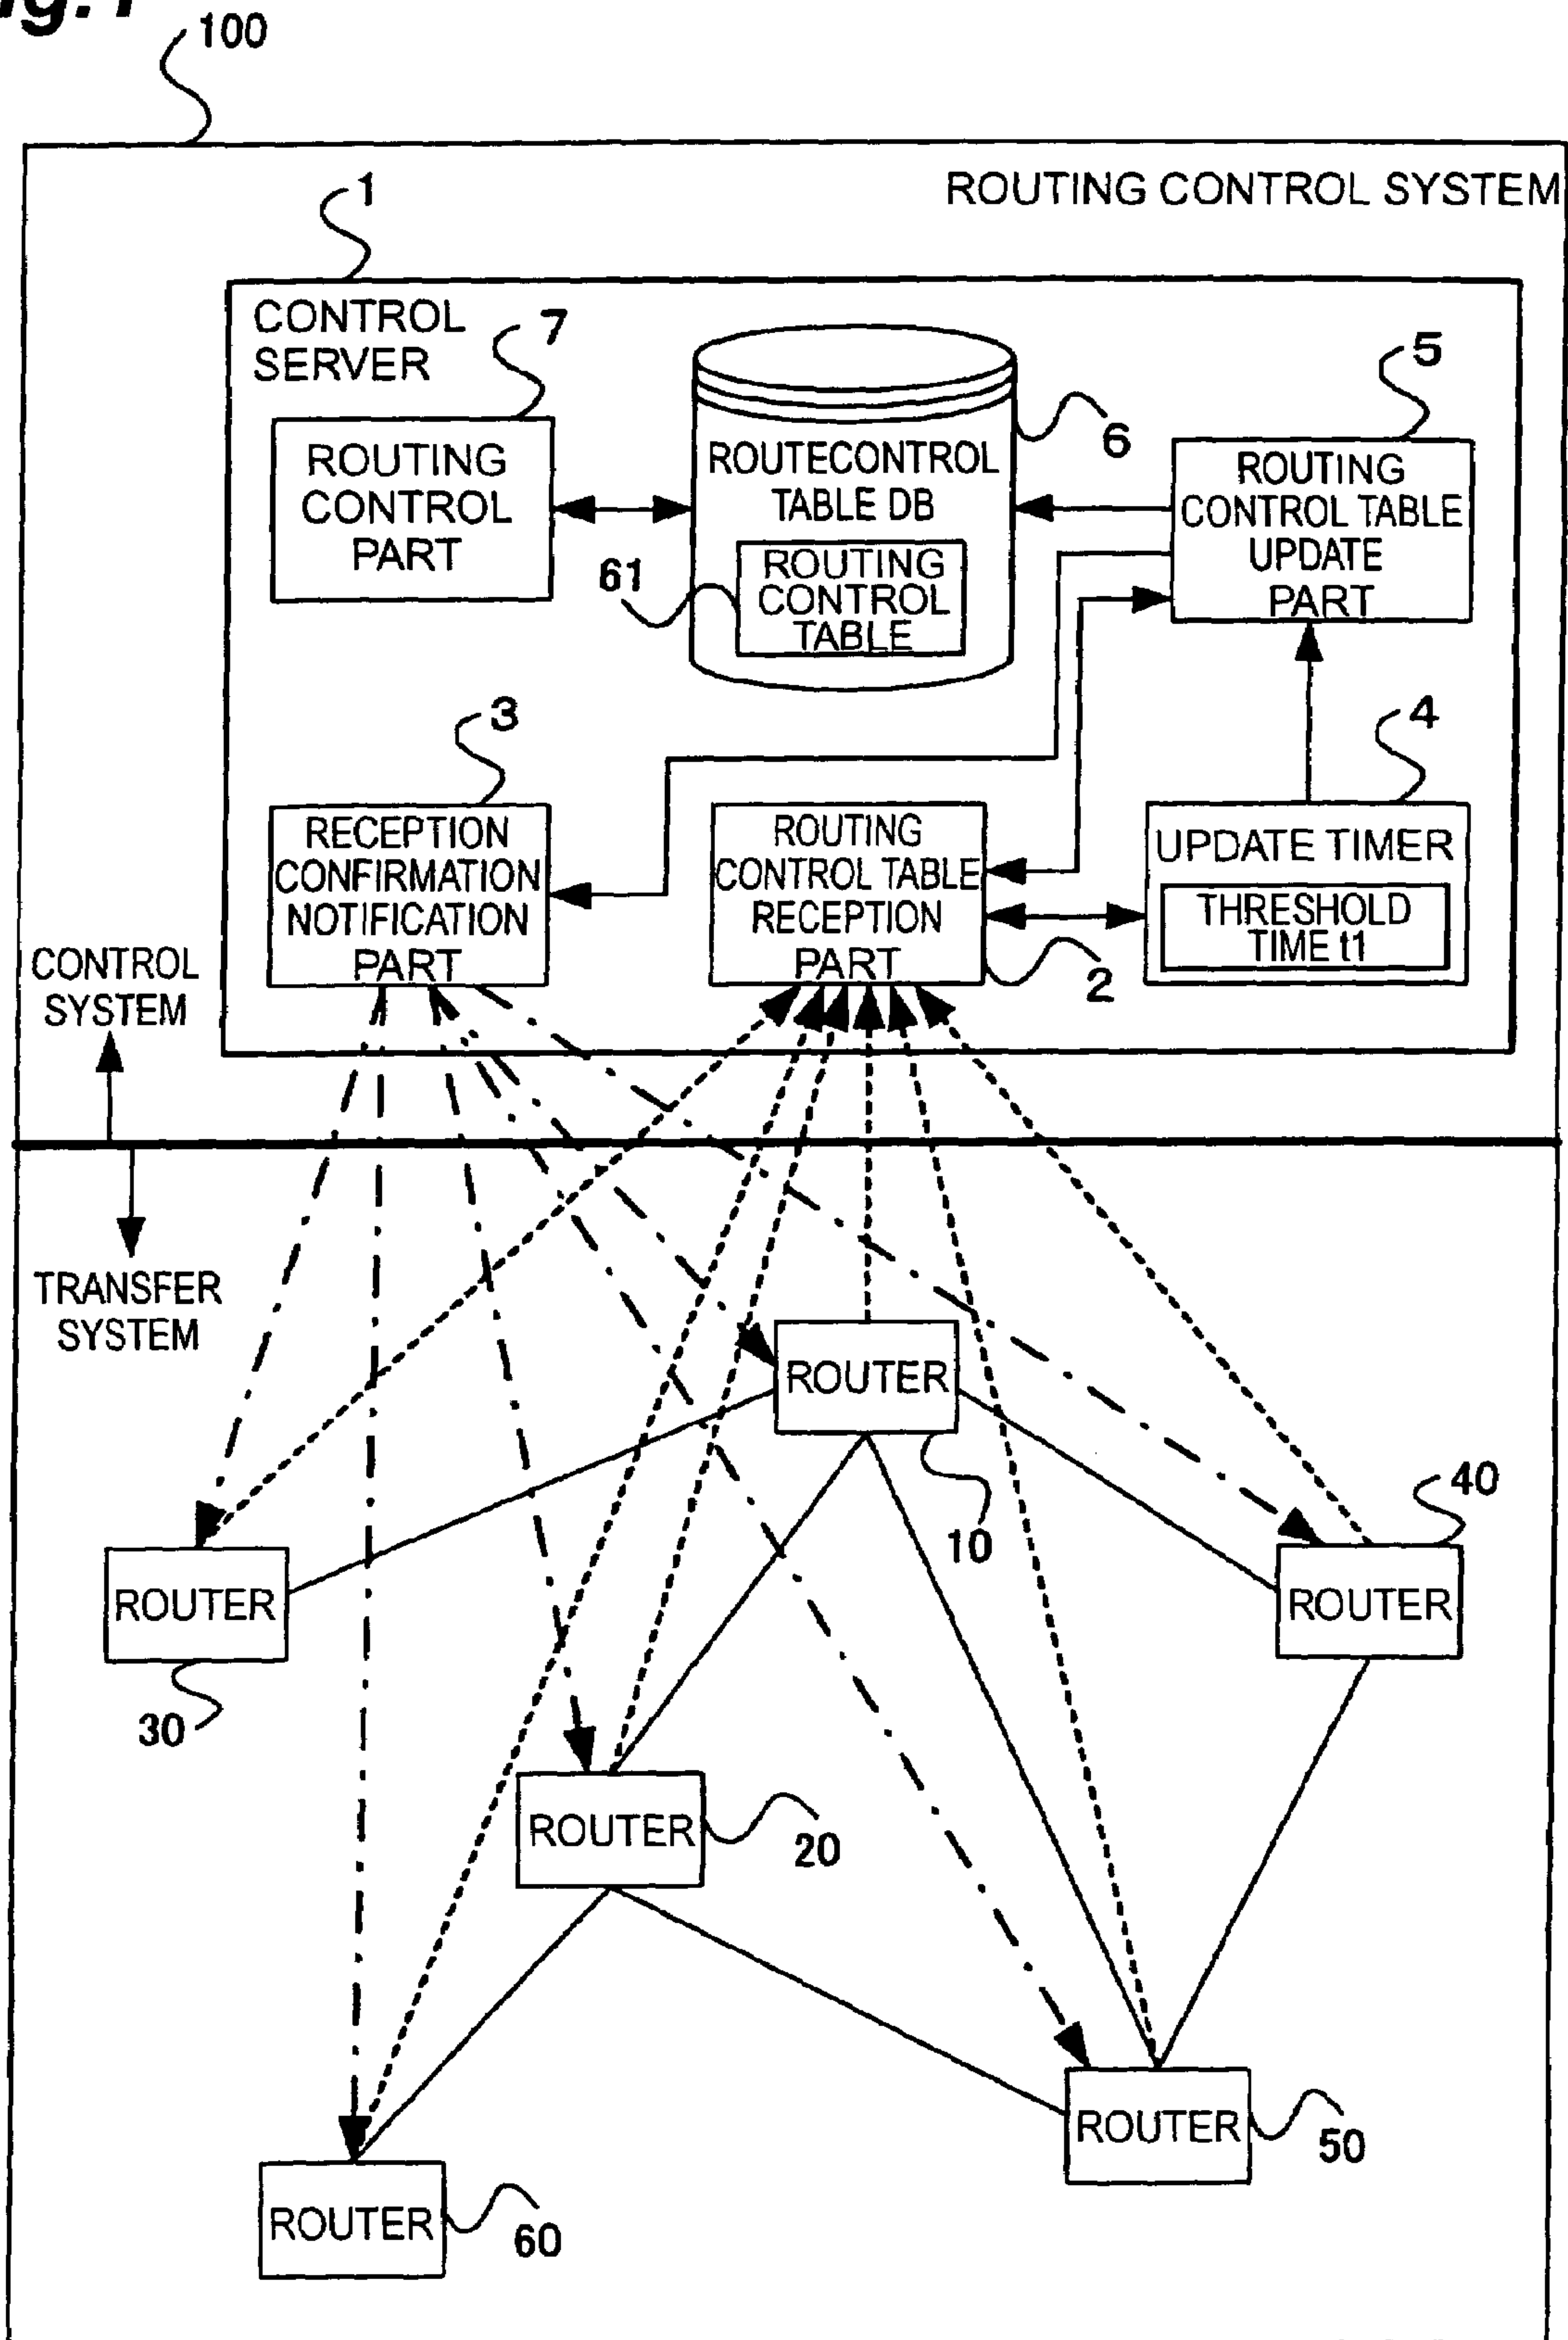 100
ROUTING CONTROL SYSTEM
1
CONTROL
SERVER
7
ROUTING
CONTROL
PART
ROUTECONTROL
TABLE DB
6
61
ROUTING
CONTROL
TABLE
5
ROUTING
CONTROL TABLE
UPDATE
PART
3
RECEPTION
CONFIRMATION
NOTIFICATION
PART
ROUTING
CONTROL TABLE
RECEPTION
PART
2
4
UPDATE TIMER
THRESHOLD
TIME t1
CONTROL
SYSTEM
TRANSFER
SYSTEM
ROUTER
10
ROUTER
30
ROUTER
40
ROUTER
20
ROUTER
50
ROUTER
60